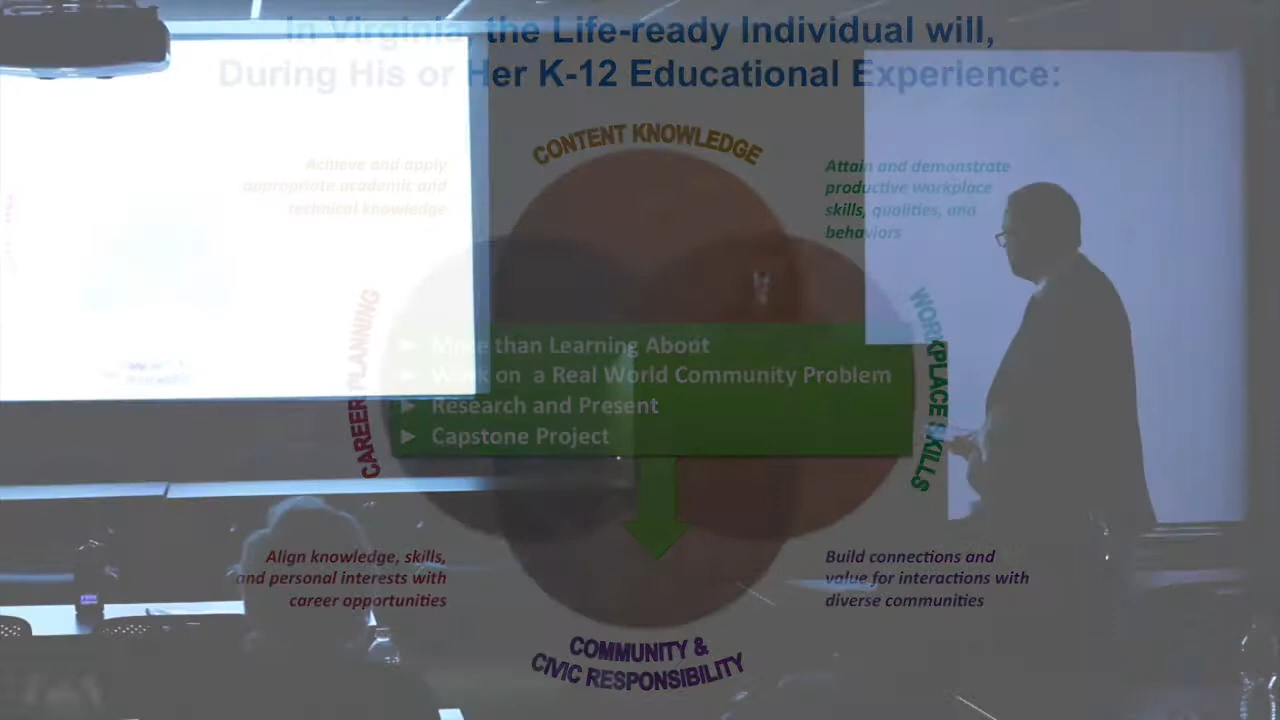 In Virginia, the Life-ready Individual will,
During His or Her K-12 Educational Experience:
CONTENT KNOWLEDGE
Achieve and apply
appropriate academic and
technical knowledge
Attain and demonstrate
productive workplace
skills, qualities, and
behaviors
CAREER PLANNING
WORKPLACE SKILLS
► More than Learning About
► Work on a Real World Community Problem
► Research and Present
► Capstone Project
Align knowledge, skills,
and personal interests with
career opportunities
Build connections and
value for interactions with
diverse communities
COMMUNITY &
CIVIC RESPONSIBILITY